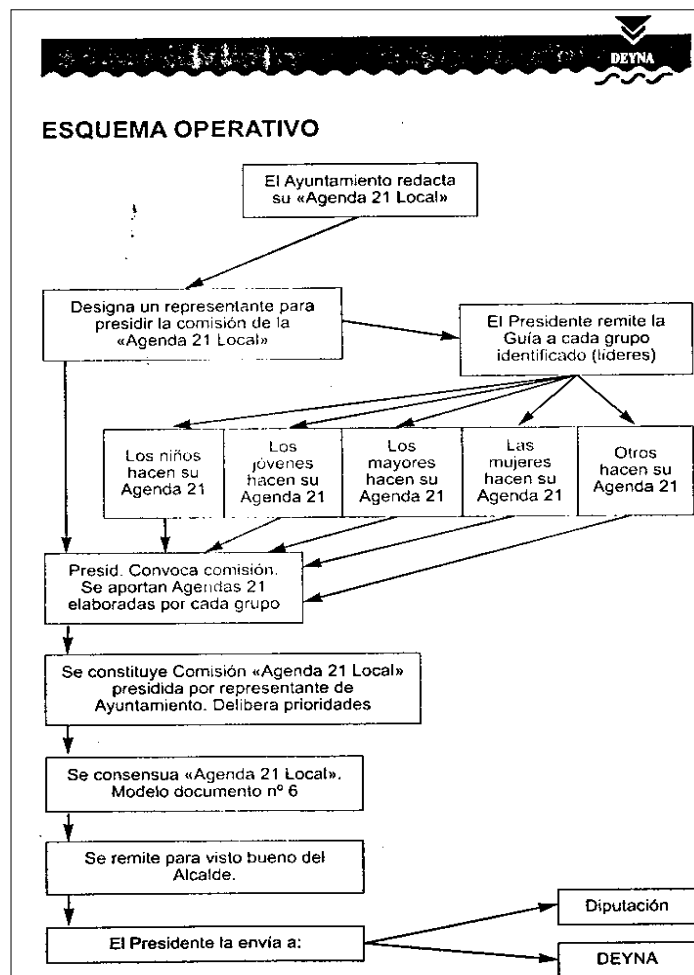 DEYNA
ESQUEMA OPERATIVO
El Ayuntamiento redacta
su «Agenda 21 Local»
Designa un representante para
presidir la comisión de la
«Agenda 21 Local»
El Presidente remite la
Guía a cada grupo
identificado (líderes)
Los niños
hacen su
Agenda 21
Los
jóvenes
hacen su
Agenda 21
Los
mayores
hacen su
Agenda 21
Las
mujeres
hacen su
Agenda 21
Otros
hacen su
Agenda 21
Presid. Convoca comisión.
Se aportan Agendas 21
elaboradas por cada grupo
Se constituye Comisión «Agenda 21 Local»
presidida por representante de
Ayuntamiento. Delibera prioridades
Se consensua «Agenda 21 Local».
Modelo documento nº 6
Se remite para visto bueno del
Alcalde.
El Presidente la envía a:
Diputación
DEYNA